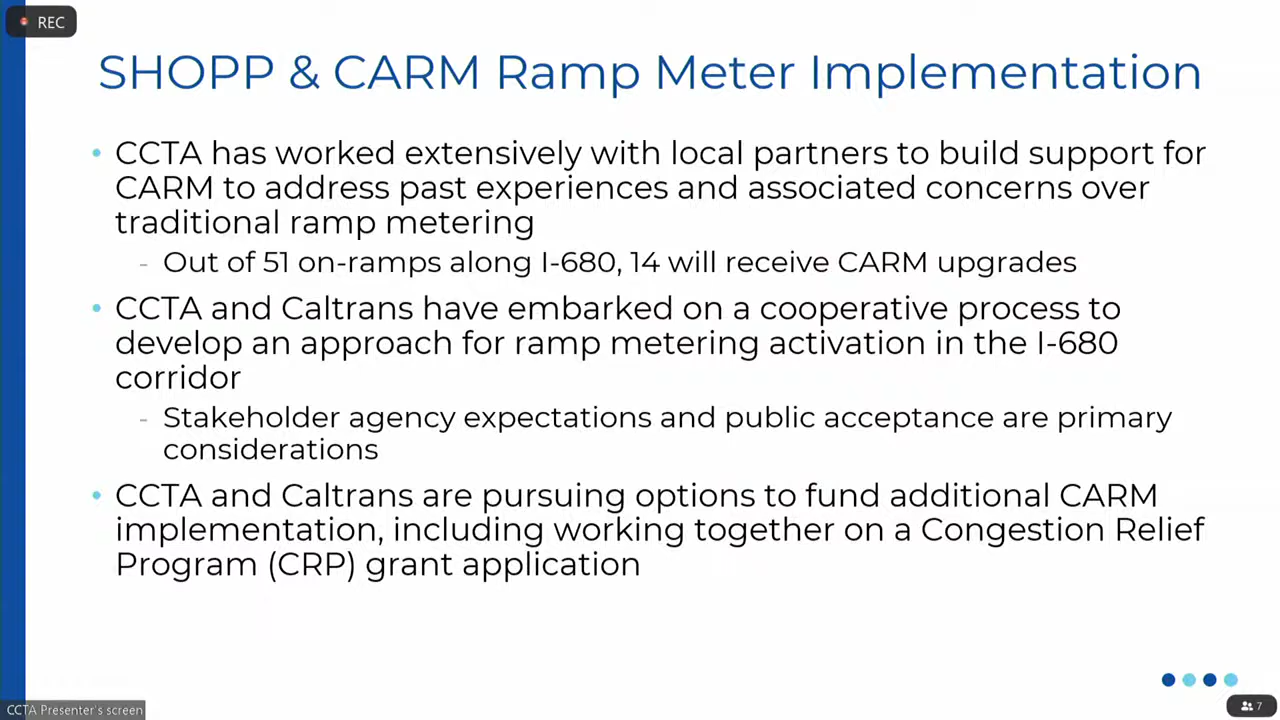 REC
SHOPP & CARM Ramp Meter Implementation
• CCTA has worked extensively with local partners to build support for
CARM to address past experiences and associated concerns over
traditional ramp metering
- Out of 51 on-ramps along I-680, 14 will receive CARM upgrades
• CCTA and Caltrans have embarked on a cooperative process to
develop an approach for ramp metering activation in the I-680
corridor
- Stakeholder agency expectations and public acceptance are primary
considerations
• CCTA and Caltrans are pursuing options to fund additional CARM
implementation, including working together on a Congestion Relief
Program (CRP) grant application
CCTA Presenter's screen
7